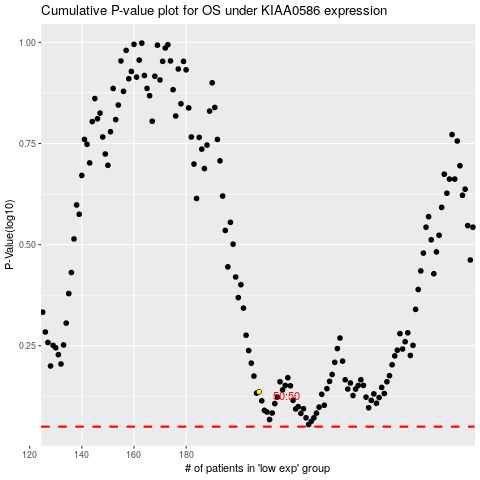 Cumulative P-value plot for OS under KIAA0586 expression
P-Value(log10)
1.00
0.75
0.50
0.25
50:50
120 140 160 180
# of patients in 'low exp' group